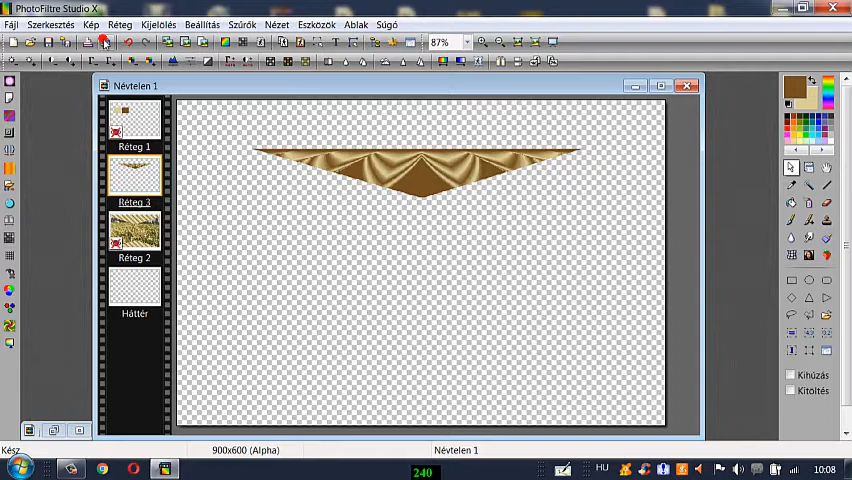 PhotoFiltre Studio X
Fájl Szerkesztés Kép Réteg Kijelölés Beállítás Szűrők Nézet Eszközök Ablak Súgó
87%
Névtelen 1
Réteg 1
Réteg 3
Réteg 2
Háttér
Kihúzás
Kitöltés
Kész
900x600 (Alpha)
Névtelen 1
HU
10:08
240